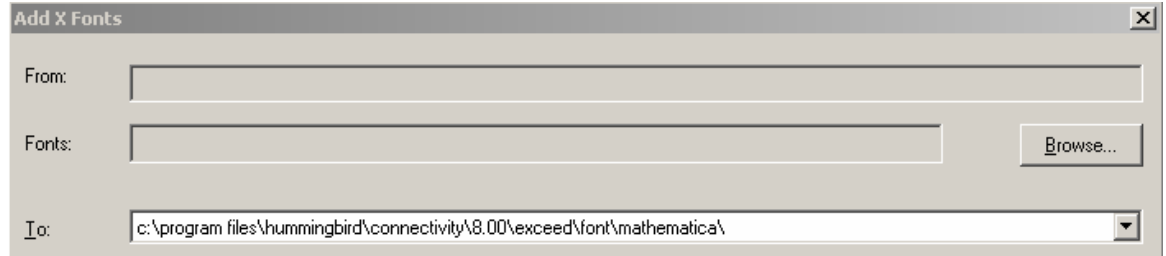 Add X Fonts
From:
Fonts:
Browse...
To: c:\program files\hummingbird\connectivity\8.00\exceed\font\mathematica\